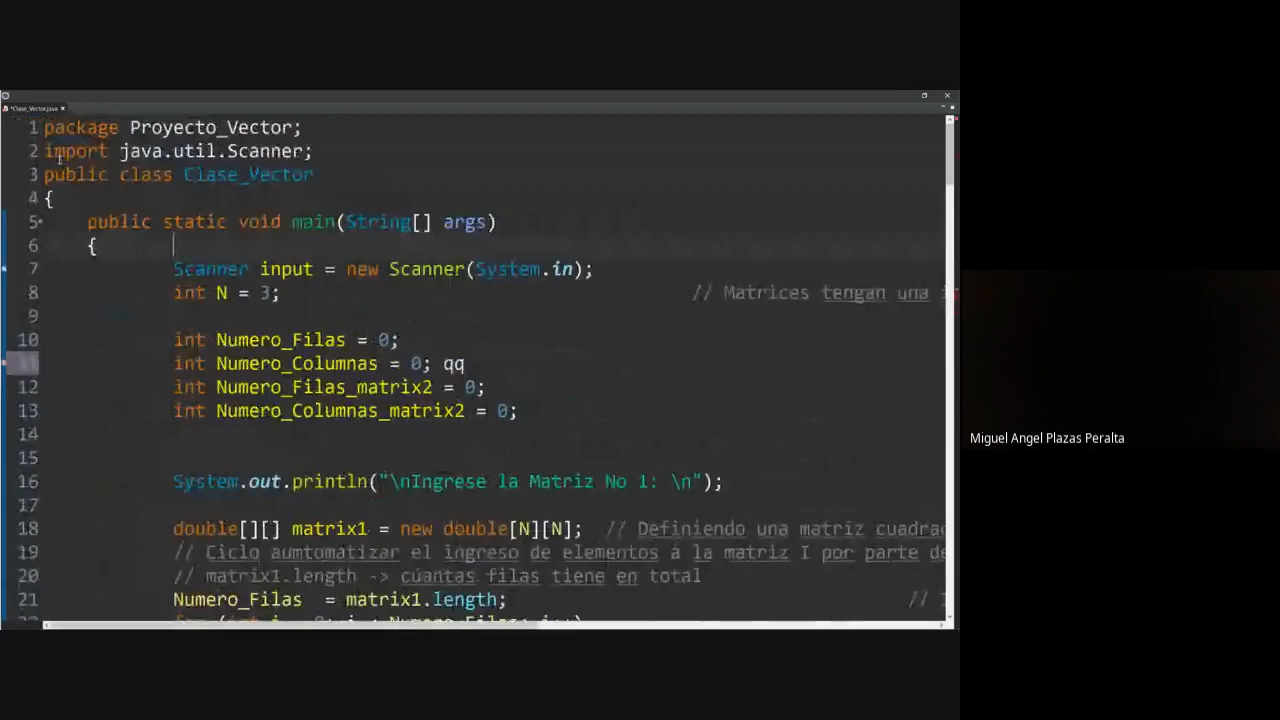 *Clase_Vector.java
1 package Proyecto_Vector;
2 import java.util.Scanner;
3 public class Clase_Vector
4 {
5 public static void main(String[] args)
6 {
7 Scanner input = new Scanner(System.in);
8 int N = 3; // Matrices tengan una
9
10 int Numero_Filas = 0;
11 int Numero_Columnas = 0; qq
12 int Numero_Filas_matrix2 = 0;
13 int Numero_Columnas_matrix2 = 0;
14
15
16 System.out.println("\nIngrese la Matriz No 1: \n");
17
18 double[][] matrix1 = new double[N][N]; // Definiendo una matriz cuadrad
19 // Ciclo aumtomatizar el ingreso de elementos a la matriz I por parte de
20 // matrix1.length -> cúantas filas tiene en total
21 Numero_Filas = matrix1.length; //
Miguel Angel Plazas Peralta